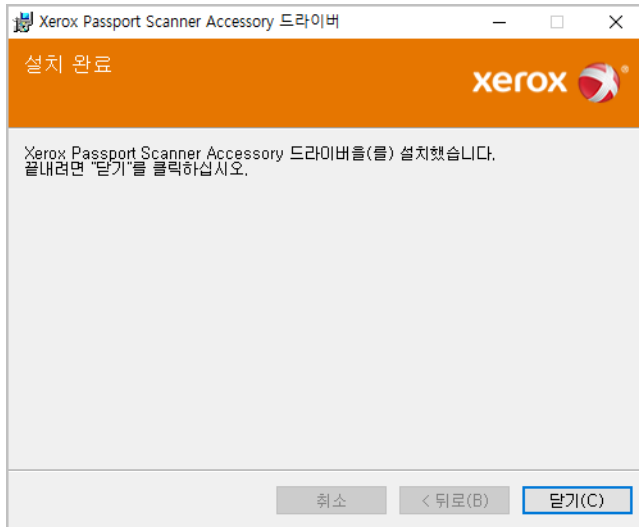 Xerox Passport Scanner Accessory 드라이버
설치 완료
xerox
Xerox Passport Scanner Accessory 드라이버을(를) 설치했습니다.
끝내려면 "닫기"를 클릭하십시오.
취소
< 뒤로(B)
닫기(C)